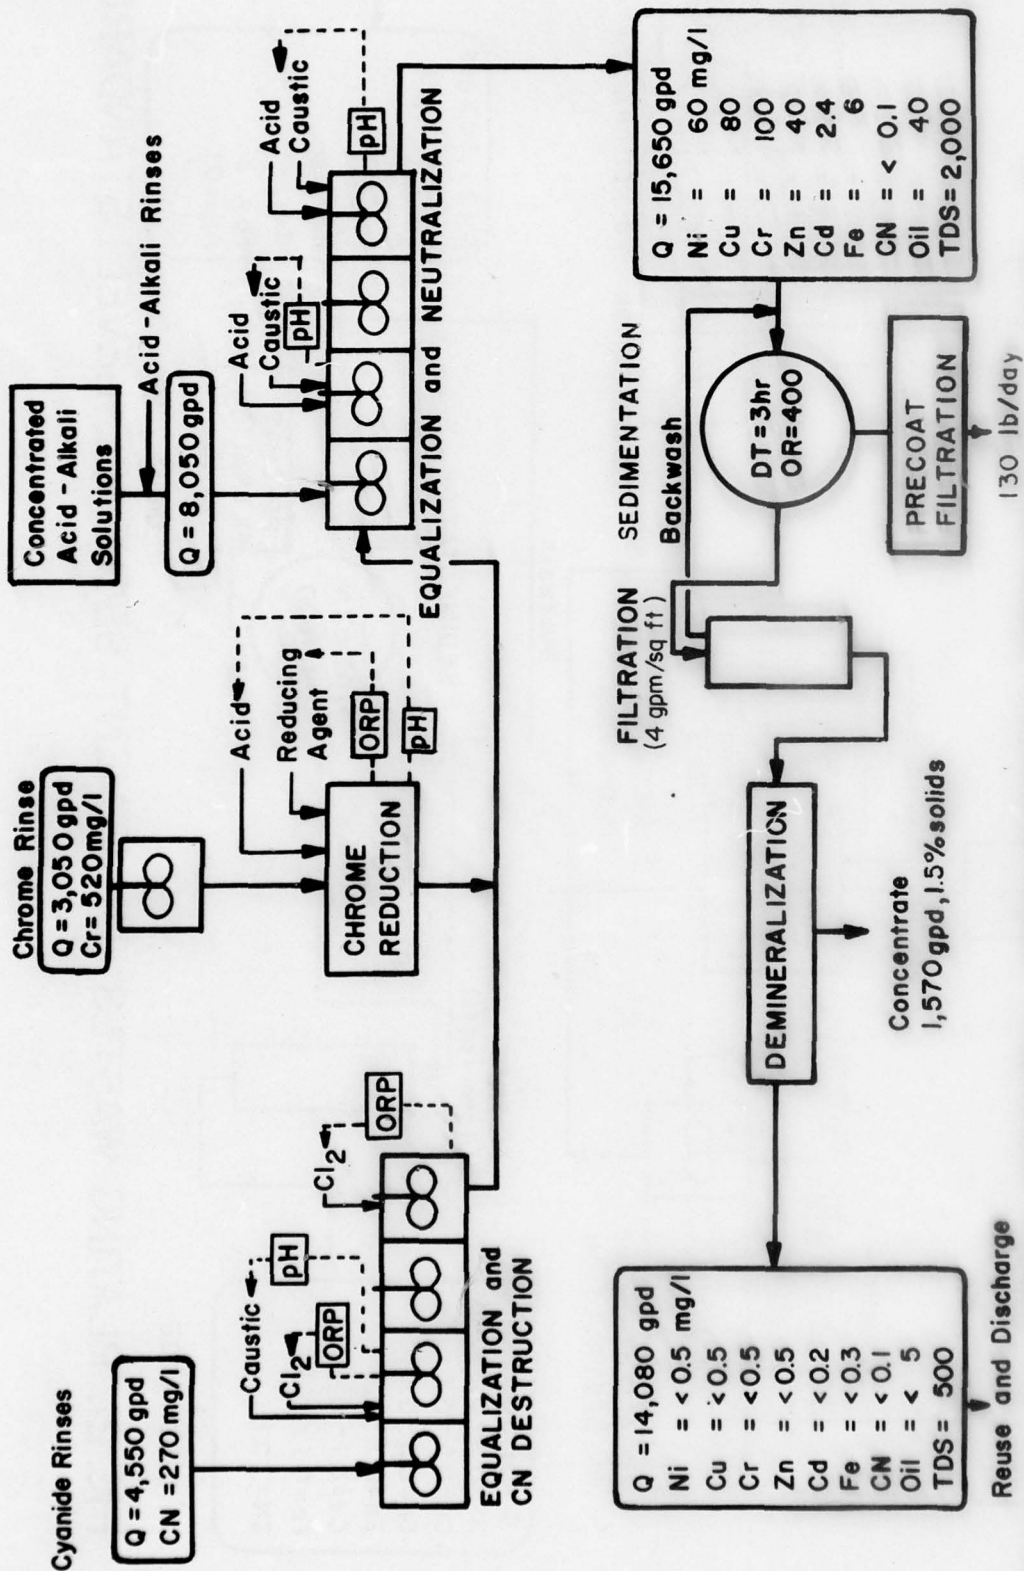 Cyanide Rinses
Q = 4,550 gpd
CN = 270 mg/l
Caustic
pH
Cl2
ORP
Cl2
ORP
EQUALIZATION and
CN DESTRUCTION
Chrome Rinse
Q = 3,050 gpd
Cr = 520mg/l
Acid
Reducing
Agent
ORP
pH
CHROME
REDUCTION
Concentrated
Acid - Alkali
Solutions
Acid - Alkali Rinses
Q = 8,050 gpd
Acid
Caustic
pH
Acid
Caustic
pH
EQUALIZATION and NEUTRALIZATION
Q = 15,650 gpd
Ni = 60 mg/l
Cu = 80
Cr = 100
Zn = 40
Cd = 2.4
Fe = 6
CN = < 0.1
Oil = 40
TDS = 2,000
SEDIMENTATION
Backwash
DT = 3hr
OR = 400
PRECOAT
FILTRATION
130 lb/day
FILTRATION
(4 gpm/sq ft)
DEMINERALIZATION
Concentrate
1,570 gpd, 1.5% solids
Q = 14,080 gpd
Ni = < 0.5 mg/l
Cu = < 0.5
Cr = < 0.5
Zn = < 0.5
Cd = < 0.2
Fe = < 0.3
CN = < 0.1
Oil = < 5
TDS = 500
Reuse and Discharge